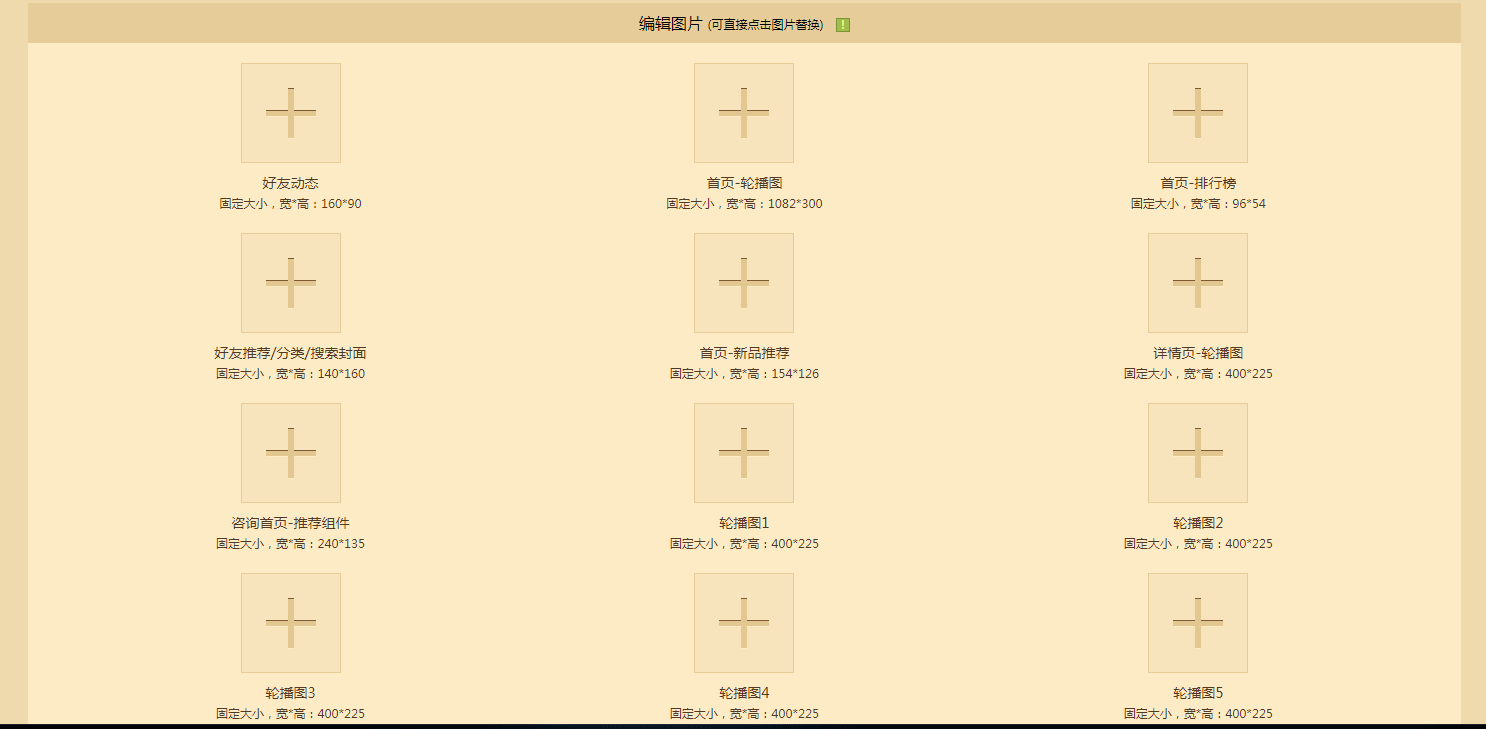 编辑图片 (可直接点击图片替换) !
好友动态
固定大小，宽*高：160*90
首页-轮播图
固定大小，宽*高：1082*300
首页-排行榜
固定大小，宽*高：96*54
好友推荐/分类/搜索封面
固定大小，宽*高：140*160
首页-新品推荐
固定大小，宽*高：154*126
详情页-轮播图
固定大小，宽*高：400*225
咨询首页-推荐组件
固定大小，宽*高：240*135
轮播图1
固定大小，宽*高：400*225
轮播图2
固定大小，宽*高：400*225
轮播图3
固定大小，宽*高：400*225
轮播图4
固定大小，宽*高：400*225
轮播图5
固定大小，宽*高：400*225